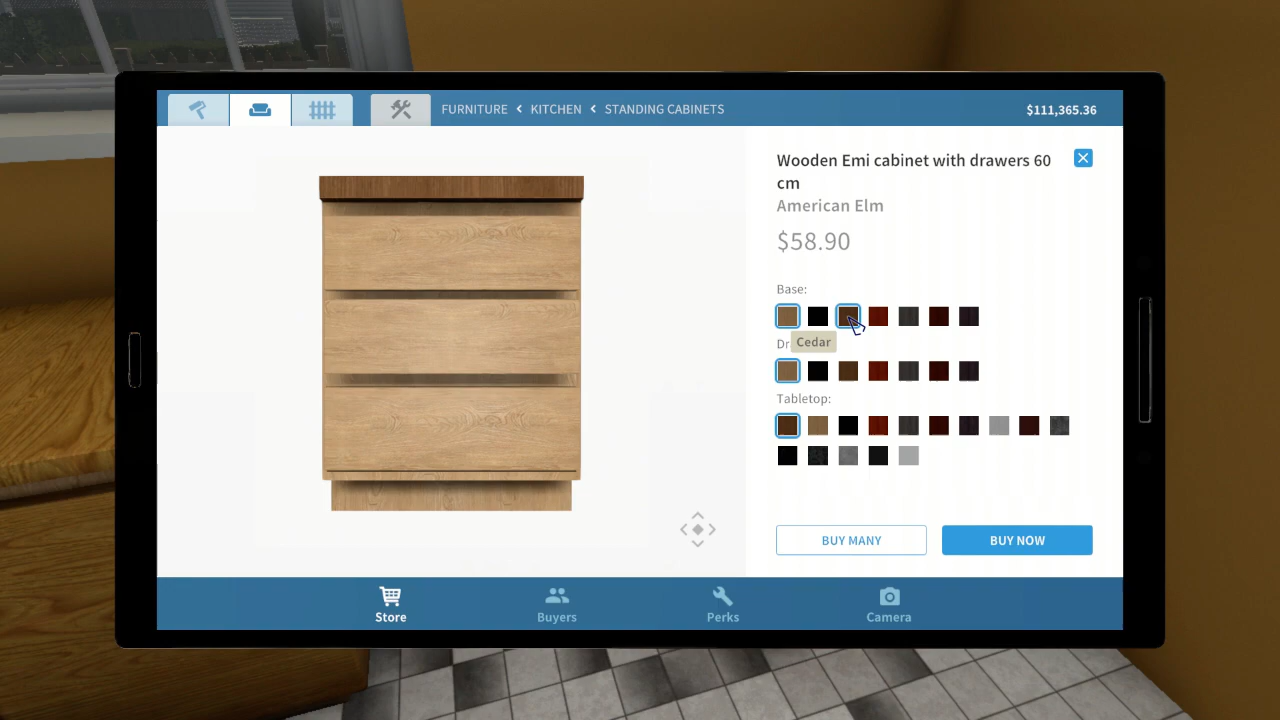 FURNITURE < KITCHEN < STANDING CABINETS
$111,365.36
Wooden Emi cabinet with drawers 60
cm
American Elm
$58.90
Base:
Cedar
Dr
Tabletop:
BUY MANY
BUY NOW
Store
Buyers
Perks
Camera